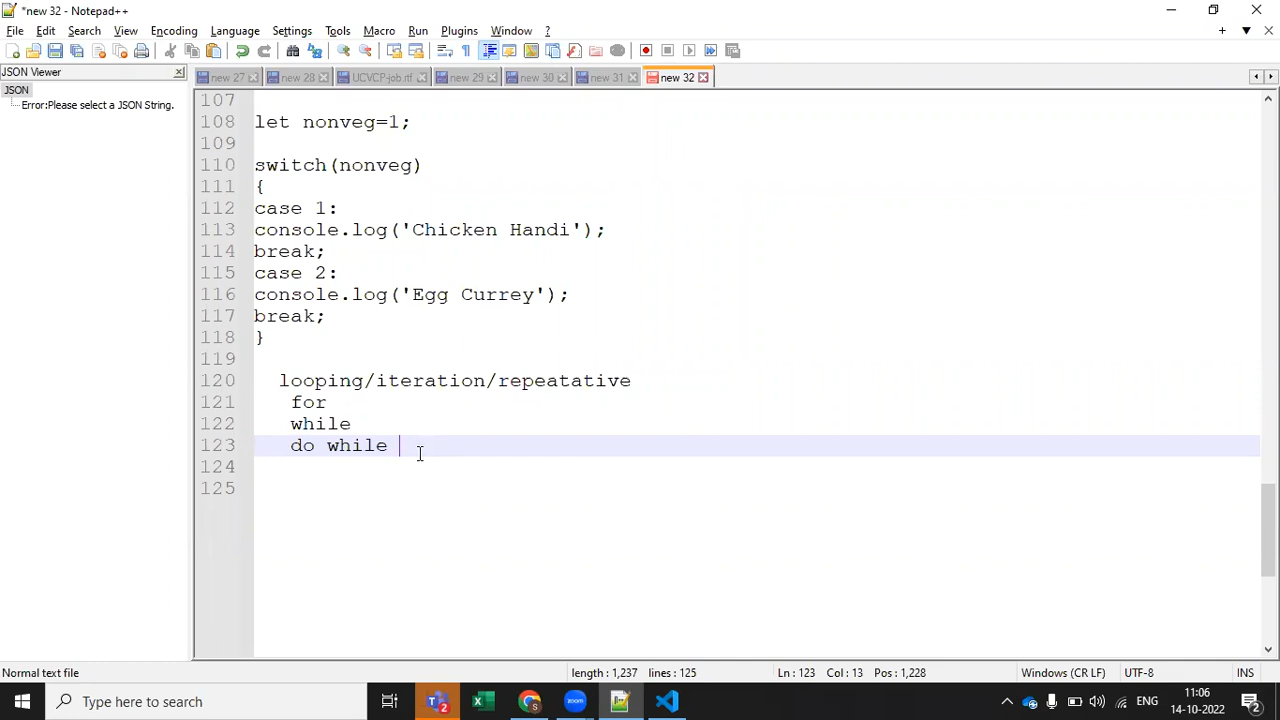 *new 32 - Notepad++
File Edit Search View Encoding Language Settings Tools Macro Run Plugins Window ?
JSON Viewer
new 27 new 28 UCVCP-job.rtf new 29 new 30 new 31 new 32
JSON
Error:Please select a JSON String.
107
108 let nonveg=1;
109
110 switch(nonveg)
111 {
112 case 1:
113 console.log('Chicken Handi');
114 break;
115 case 2:
116 console.log('Egg Currey');
117 break;
118 }
119
120 looping/iteration/repeatative
121 for
122 while
123 do while
124
125
Normal text file length : 1,237 lines : 125 Ln : 123 Col : 13 Pos : 1,228 Windows (CR LF) UTF-8 INS
Type here to search 2 zoom ENG 11:06
14-10-2022 2